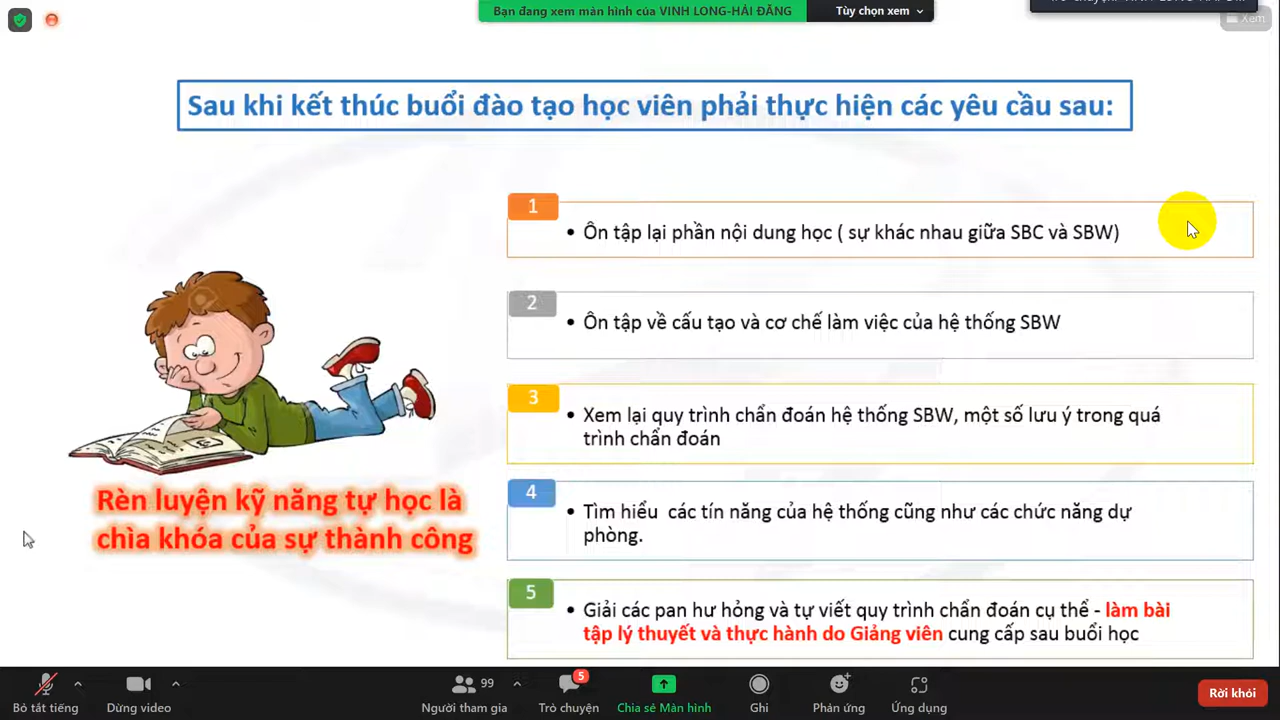 Bạn đang xem màn hình của VINH LONG-HẢI ĐĂNG
Tùy chọn xem
Xem
Sau khi kết thúc buổi đào tạo học viên phải thực hiện các yêu cầu sau:
1
• Ôn tập lại phần nội dung học ( sự khác nhau giữa SBC và SBW)
2
• Ôn tập về cấu tạo và cơ chế làm việc của hệ thống SBW
3
• Xem lại quy trình chẩn đoán hệ thống SBW, một số lưu ý trong quá
trình chẩn đoán
4
• Tìm hiểu các tín năng của hệ thống cũng như các chức năng dự
phòng.
5
• Giải các pan hư hỏng và tự viết quy trình chẩn đoán cụ thể - làm bài
tập lý thuyết và thực hành do Giảng viên cung cấp sau buổi học
Rèn luyện kỹ năng tự học là
chìa khóa của sự thành công
Bỏ tắt tiếng
Dừng video
99
Người tham gia
5
Trò chuyện
Chia sẻ Màn hình
Ghi
Phản ứng
Ứng dụng
Rời khỏi